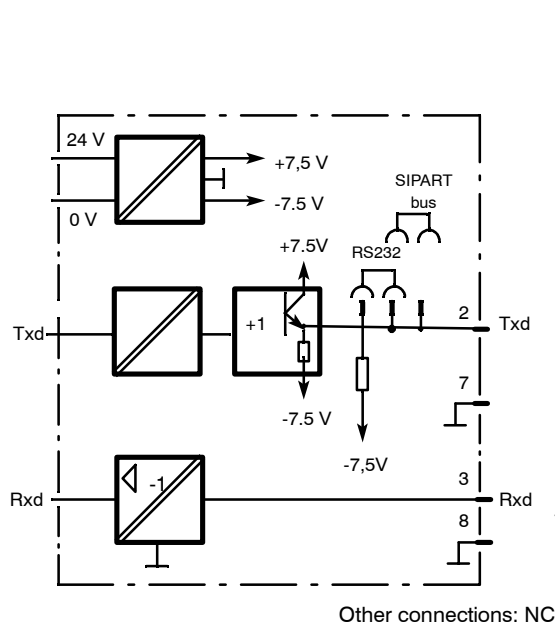 24 V
+7,5 V
SIPART
bus
-7.5 V
0 V
+7.5V
RS232
+1
2
Txd
Txd
7
-7.5 V
-7,5V
-1
3
Rxd
Rxd
8
Other connections: NC